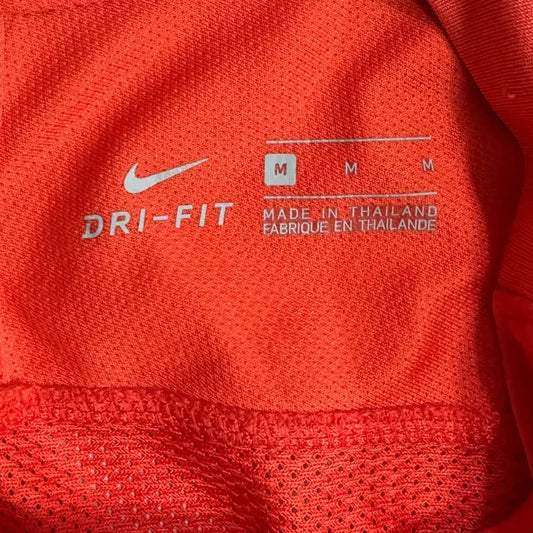 M M M
DRI-FIT
MADE IN THAILAND
FABRIQUE EN THAILANDE